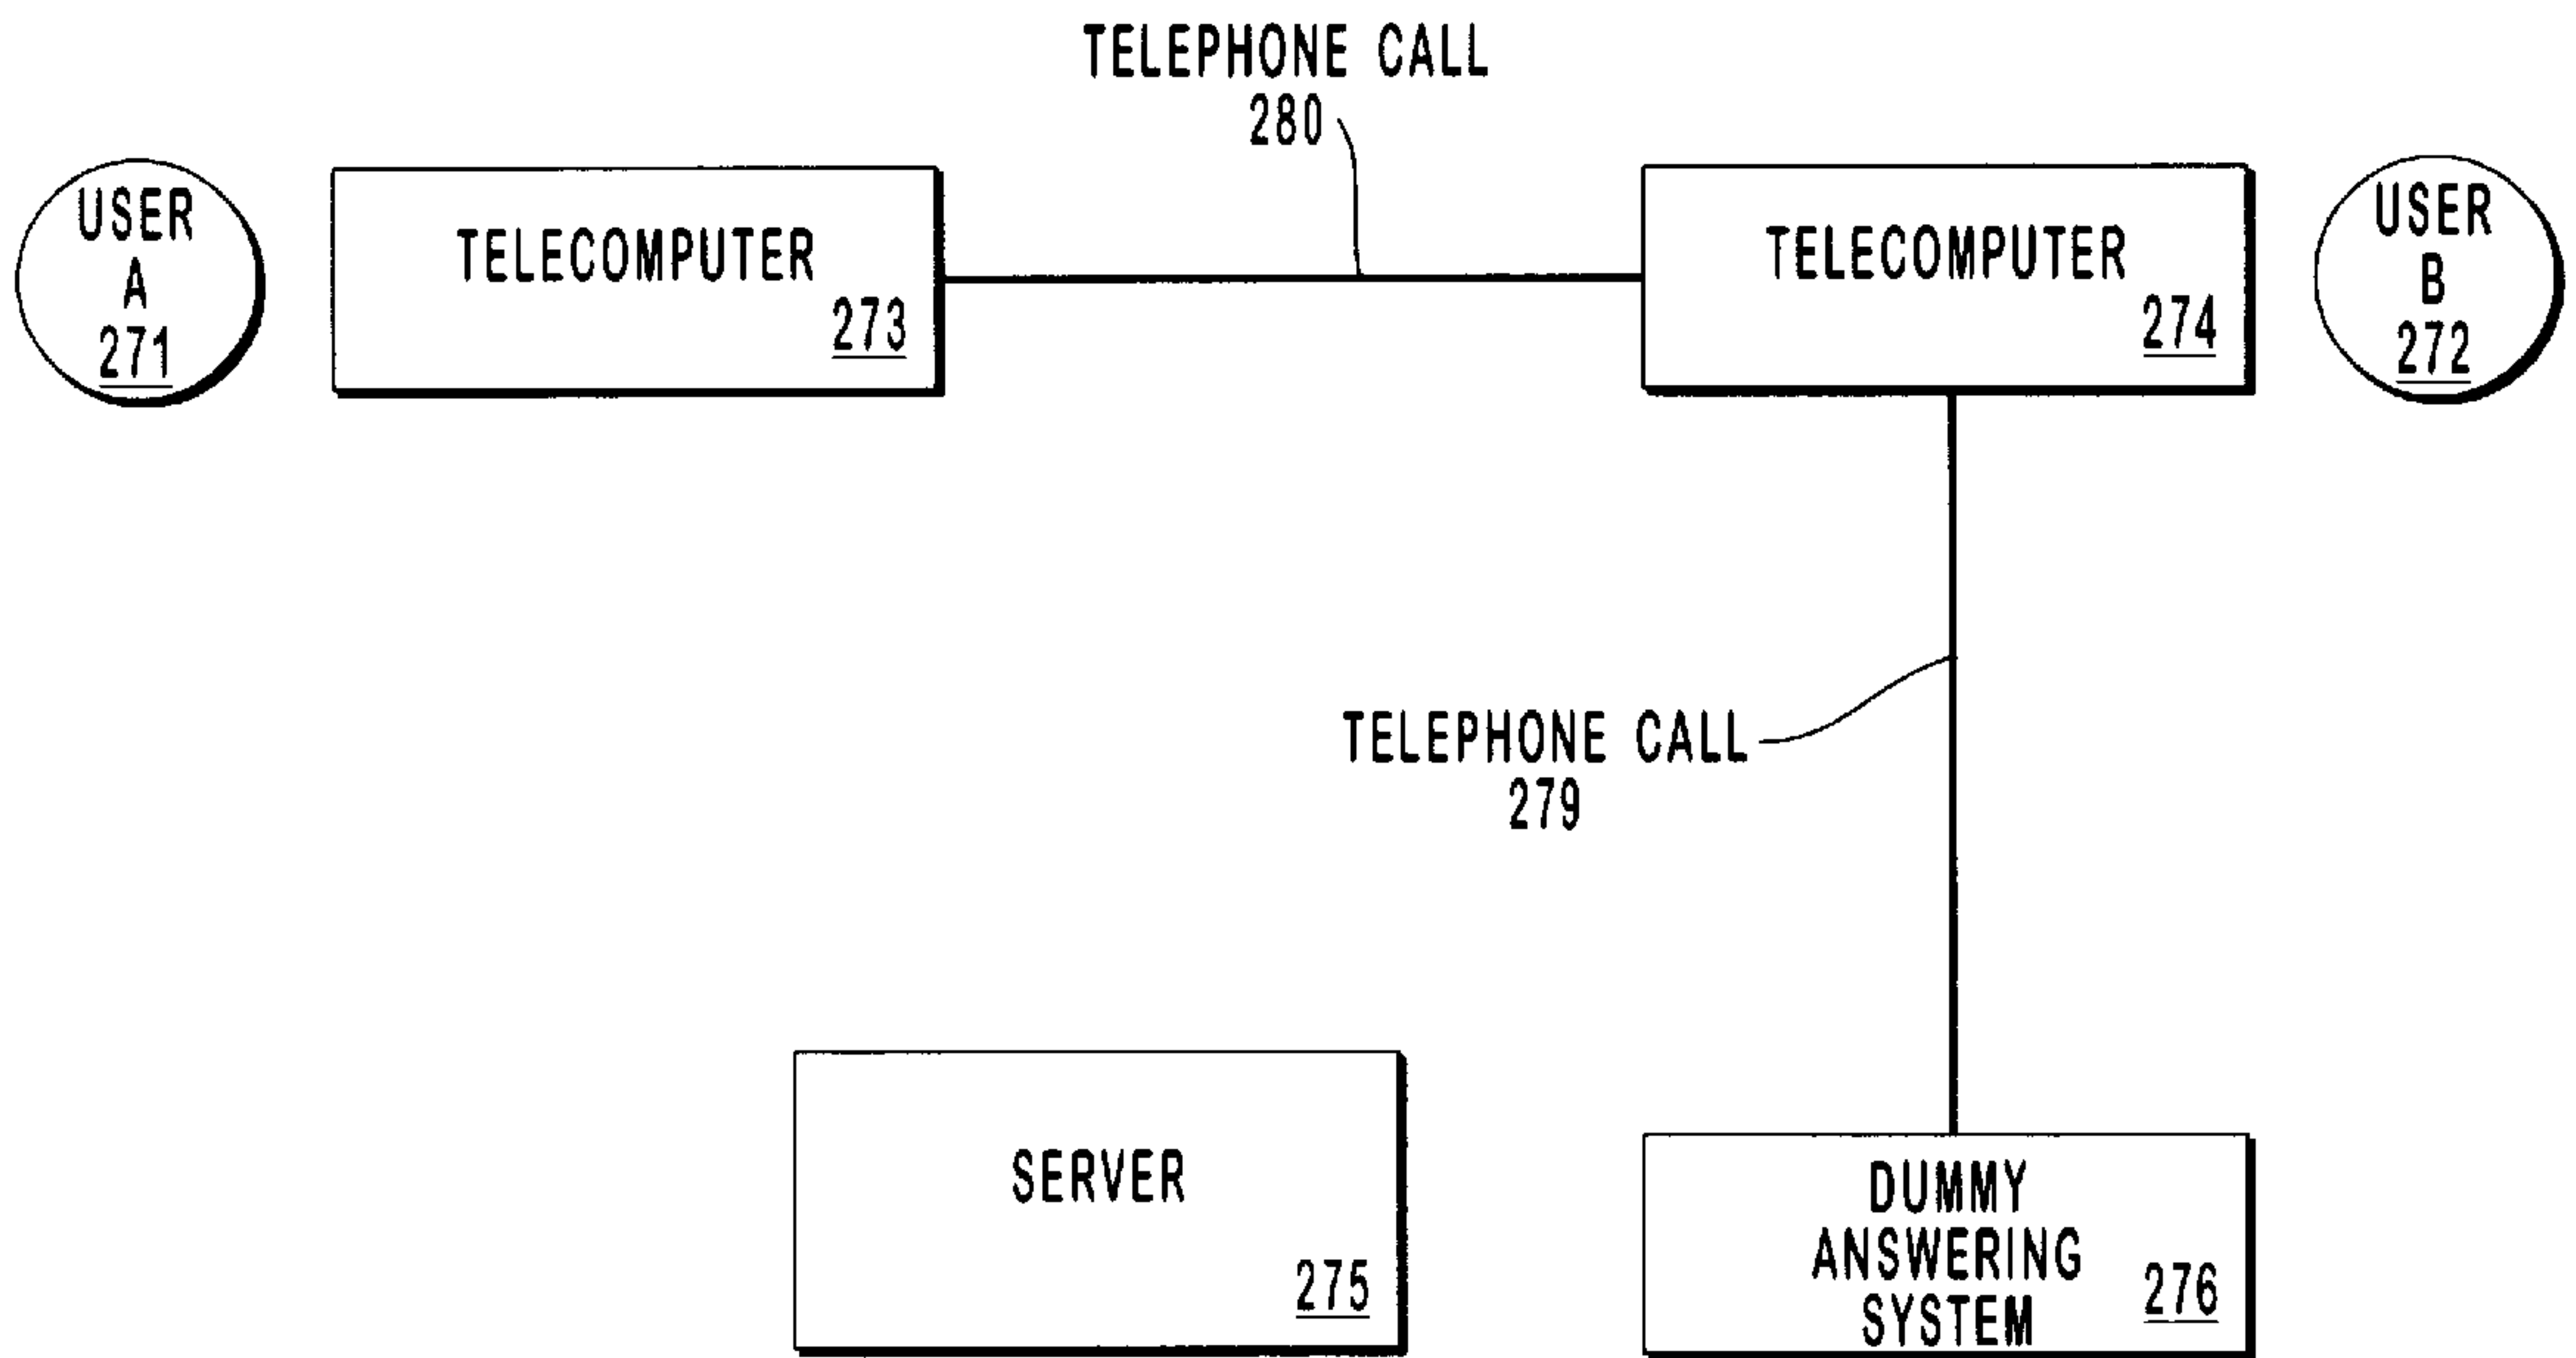 TELEPHONE CALL
280
USER
A
271
TELECOMPUTER
273
TELECOMPUTER
274
USER
B
272
TELEPHONE CALL
279
SERVER
275
DUMMY
ANSWERING
SYSTEM
276